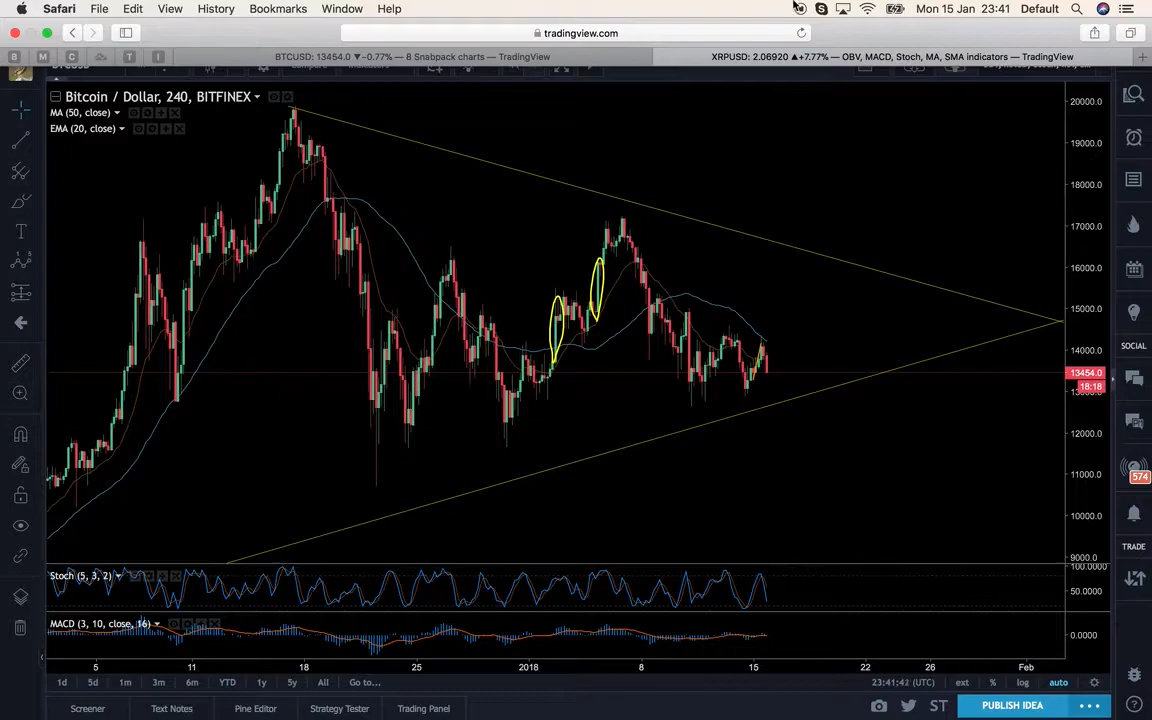 Safari File Edit View History Bookmarks Window Help Mon 15 Jan 23:41 Default
tradingview.com
B M C T I BTCUSD: 13454.0 ▼−0.77% — 8 Snapback charts — TradingView XRPUSD: 2.06920 ▲+7.77% — OBV, MACD, Stoch, MA, SMA indicators — TradingView
Bitcoin / Dollar, 240, BITFINEX
MA (50, close)
EMA (20, close)
20000.0
19000.0
18000.0
17000.0
16000.0
15000.0
SOCIAL
14000.0
13454.0
18:18
13000.0
12000.0
11000.0
574
10000.0
TRADE
9000.0
100.0000
Stoch (5, 3, 2)
50.0000
MACD (3, 10, close, 16)
0.0000
5 11 18 25 2018 8 15 22 26 Feb
1d 5d 1m 3m 6m YTD 1y 5y All Go to... 23:41:42 (UTC) ext % log auto
Screener Text Notes Pine Editor Strategy Tester Trading Panel ST PUBLISH IDEA